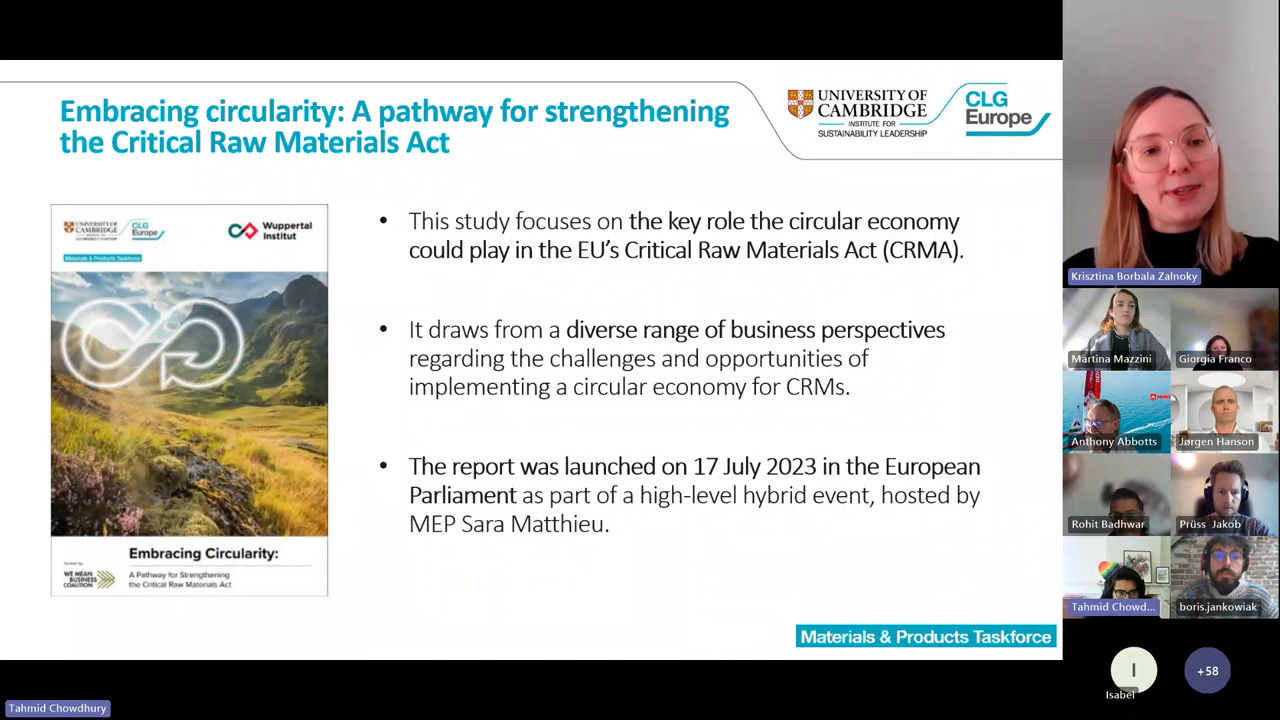 Embracing circularity: A pathway for strengthening
the Critical Raw Materials Act
UNIVERSITY OF
CAMBRIDGE
INSTITUTE FOR
SUSTAINABILITY LEADERSHIP
CLG
Europe
UNIVERSITY OF
CAMBRIDGE
CLG
Europe
Wuppertal
Institut
Materials & Products Taskforce
Embracing Circularity:
A Pathway for Strengthening
the Critical Raw Materials Act
WE MEAN
BUSINESS
COALITION
• This study focuses on the key role the circular economy
could play in the EU’s Critical Raw Materials Act (CRMA).
• It draws from a diverse range of business perspectives
regarding the challenges and opportunities of
implementing a circular economy for CRMs.
• The report was launched on 17 July 2023 in the European
Parliament as part of a high-level hybrid event, hosted by
MEP Sara Matthieu.
Materials & Products Taskforce
Krisztina Borbala Zalnoky
Martina Mazzini
Giorgia Franco
Anthony Abbotts
Jørgen Hanson
Rohit Badhwar
Prüss Jakob
Tahmid Chowd...
boris.jankowiak
I
Isabel
+58
Tahmid Chowdhury